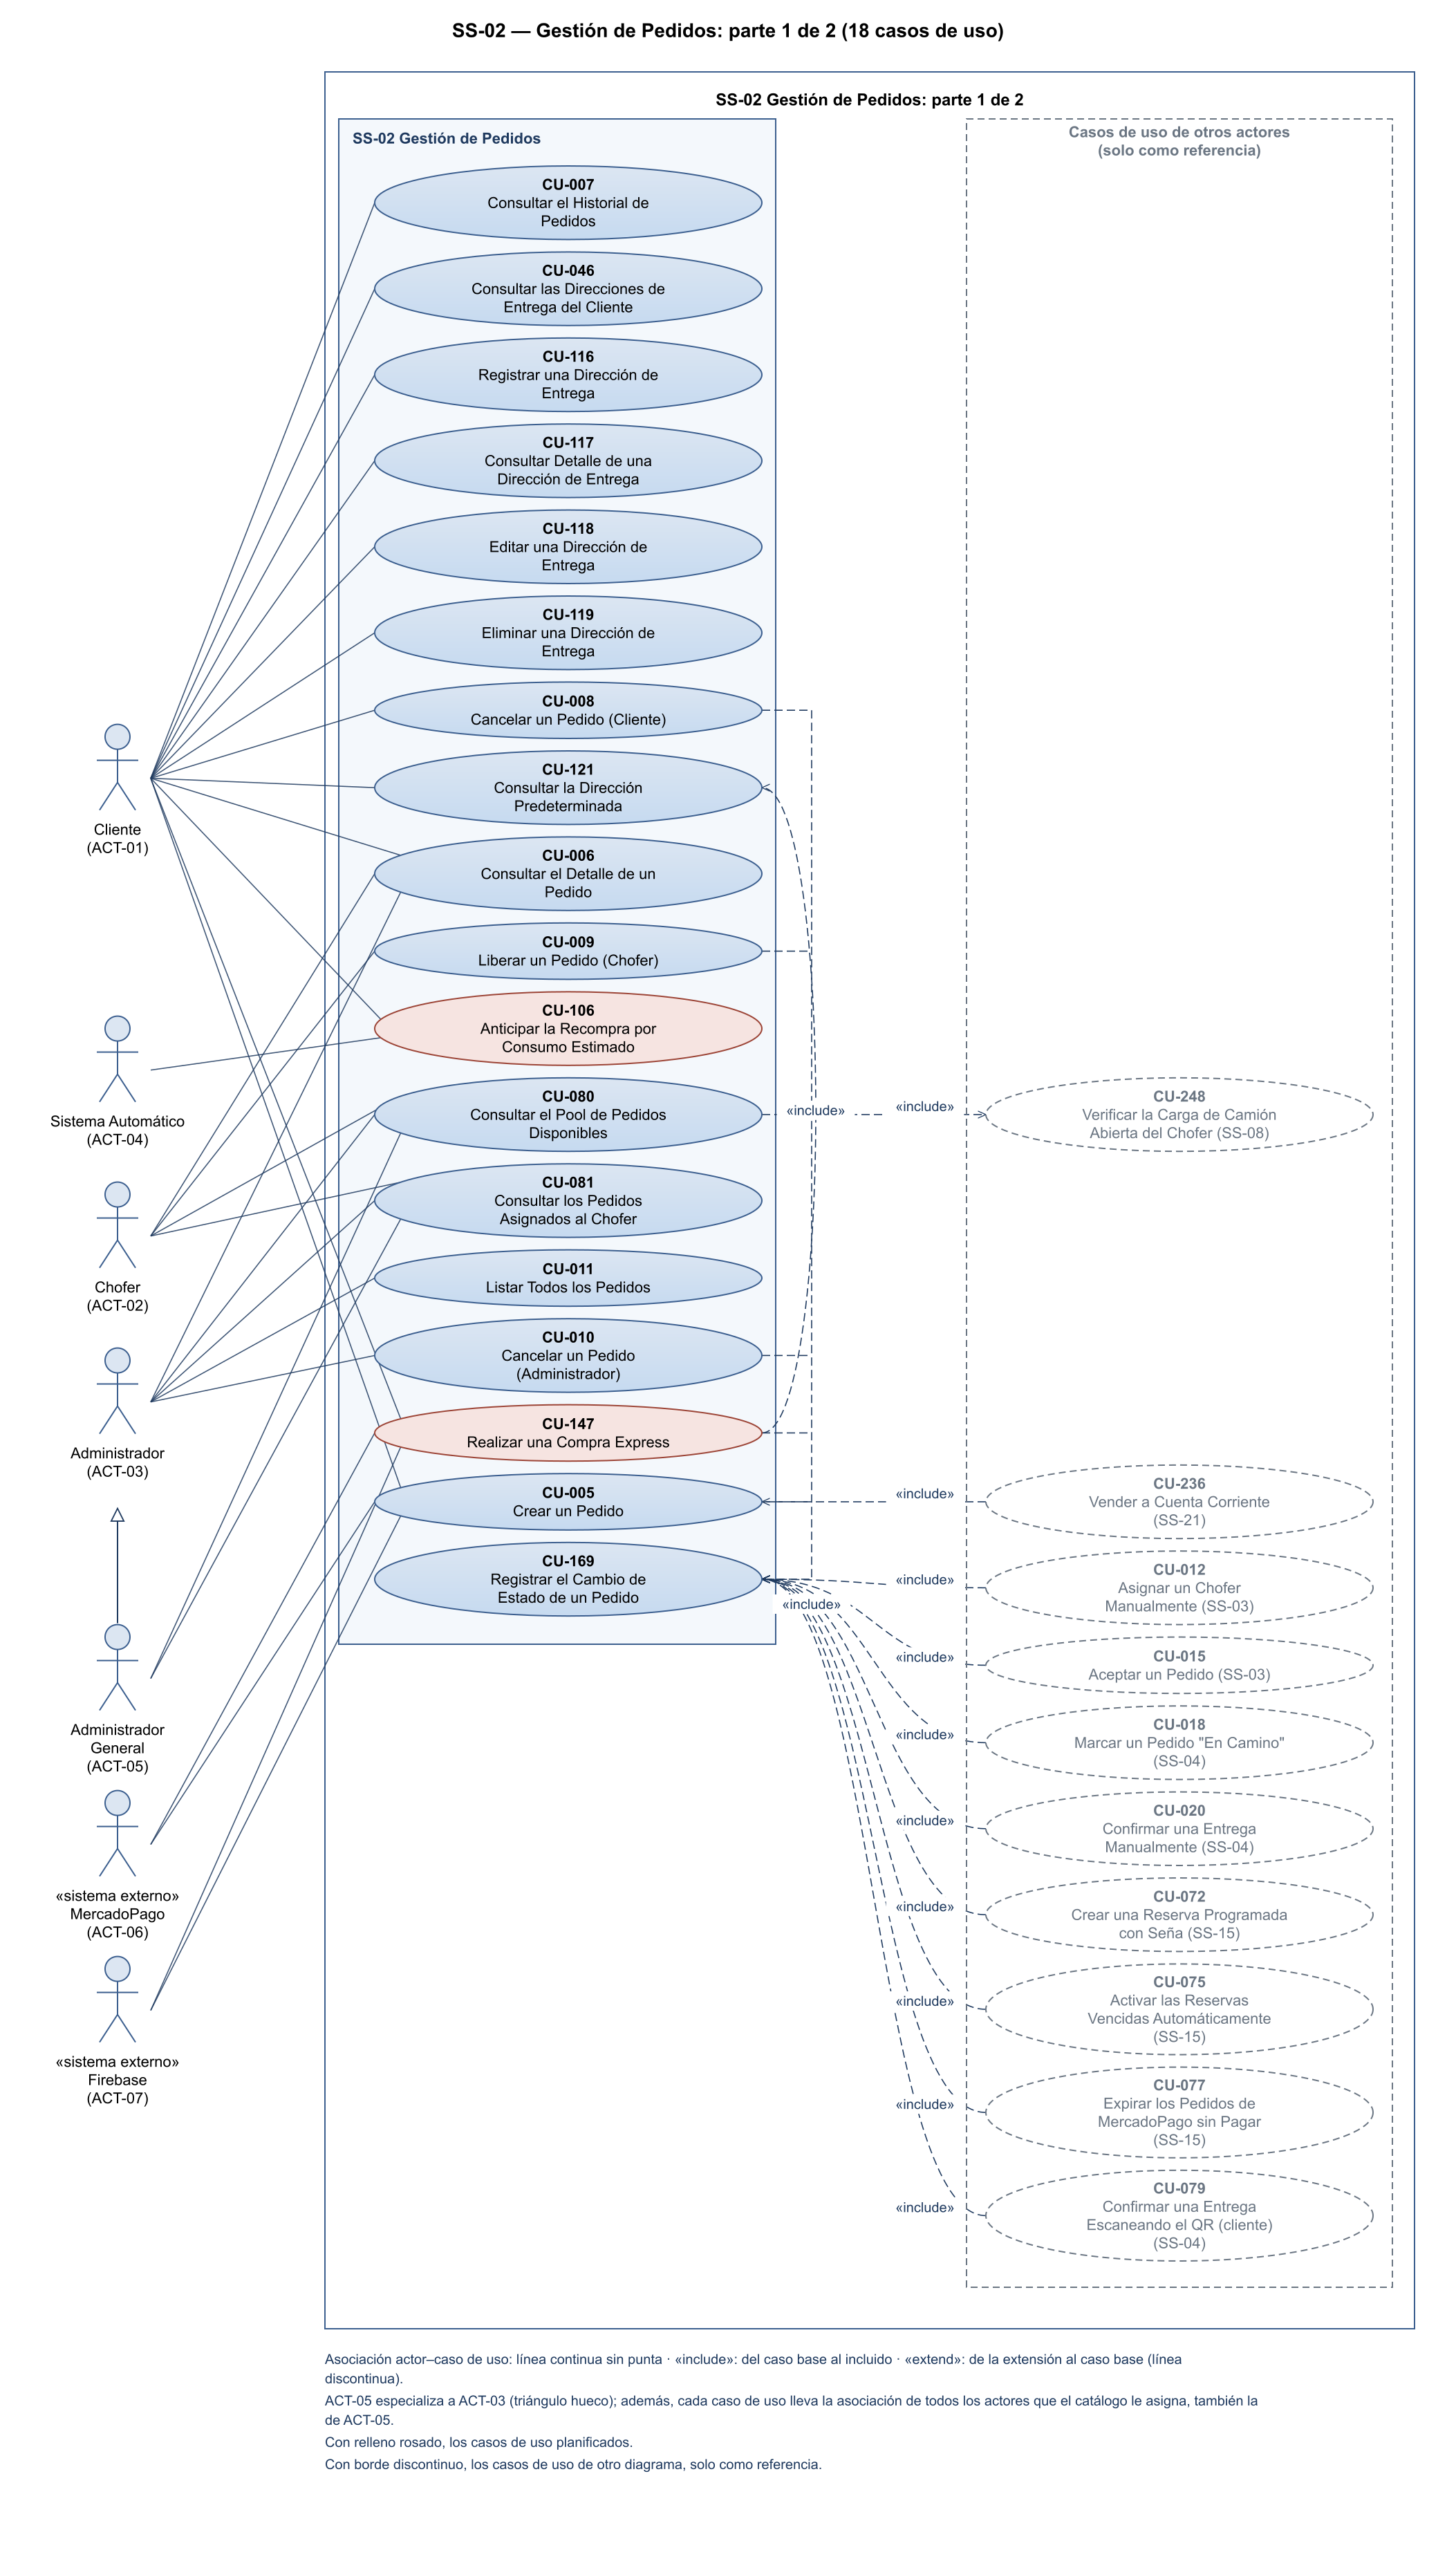 SS-02 — Gestión de Pedidos: parte 1 de 2 (18 casos de uso)
SS-02 Gestión de Pedidos: parte 1 de 2
SS-02 Gestión de Pedidos
Casos de uso de otros actores
(solo como referencia)
CU-007
Consultar el Historial de
Pedidos
CU-046
Consultar las Direcciones de
Entrega del Cliente
CU-116
Registrar una Dirección de
Entrega
CU-117
Consultar Detalle de una
Dirección de Entrega
CU-118
Editar una Dirección de
Entrega
CU-119
Eliminar una Dirección de
Entrega
CU-008
Cancelar un Pedido (Cliente)
CU-121
Consultar la Dirección
Predeterminada
CU-006
Consultar el Detalle de un
Pedido
CU-009
Liberar un Pedido (Chofer)
CU-106
Anticipar la Recompra por
Consumo Estimado
CU-080
Consultar el Pool de Pedidos
Disponibles
CU-081
Consultar los Pedidos
Asignados al Chofer
CU-011
Listar Todos los Pedidos
CU-010
Cancelar un Pedido
(Administrador)
CU-147
Realizar una Compra Express
CU-005
Crear un Pedido
CU-169
Registrar el Cambio de
Estado de un Pedido
Cliente
(ACT-01)
Sistema Automático
(ACT-04)
Chofer
(ACT-02)
Administrador
(ACT-03)
Administrador
General
(ACT-05)
«sistema externo»
MercadoPago
(ACT-06)
«sistema externo»
Firebase
(ACT-07)
«include»
«include»
«include»
«include»
«include»
«include»
«include»
«include»
«include»
«include»
«include»
«include»
CU-248
Verificar la Carga de Camión
Abierta del Chofer (SS-08)
CU-236
Vender a Cuenta Corriente
(SS-21)
CU-012
Asignar un Chofer
Manualmente (SS-03)
CU-015
Aceptar un Pedido (SS-03)
CU-018
Marcar un Pedido "En Camino"
(SS-04)
CU-020
Confirmar una Entrega
Manualmente (SS-04)
CU-072
Crear una Reserva Programada
con Seña (SS-15)
CU-075
Activar las Reservas
Vencidas Automáticamente
(SS-15)
CU-077
Expirar los Pedidos de
MercadoPago sin Pagar
(SS-15)
CU-079
Confirmar una Entrega
Escaneando el QR (cliente)
(SS-04)
Asociación actor–caso de uso: línea continua sin punta · «include»: del caso base al incluido · «extend»: de la extensión al caso base (línea
discontinua).
ACT-05 especializa a ACT-03 (triángulo hueco); además, cada caso de uso lleva la asociación de todos los actores que el catálogo le asigna, también la
de ACT-05.
Con relleno rosado, los casos de uso planificados.
Con borde discontinuo, los casos de uso de otro diagrama, solo como referencia.